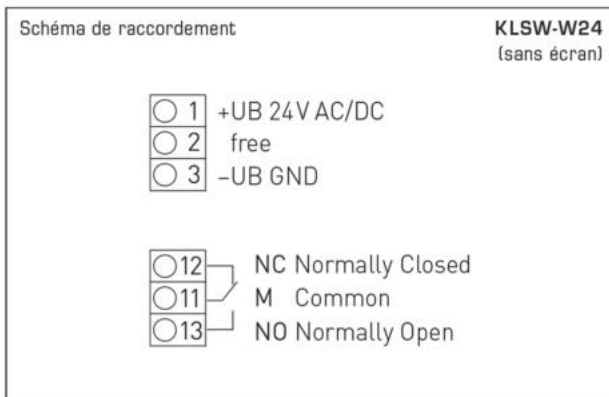 Schéma de raccordement KLSW-W24
(sans écran)
1 +UB 24V AC/DC
2 free
3 –UB GND
12 NC Normally Closed
11 M Common
13 NO Normally Open